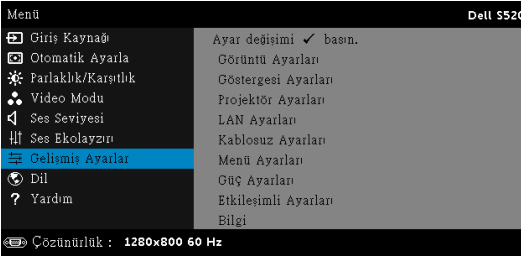 Menü Dell S520
Giriş Kaynağı
Otomatik Ayarla
Parlaklık/Karşıtlık
Video Modu
Ses Seviyesi
Ses Ekolayzırı
Gelişmiş Ayarlar
Dil
Yardım
Ayar değişimi ✓ basın.
Görüntü Ayarları
Göstergesi Ayarları
Projektör Ayarları
LAN Ayarları
Kablosuz Ayarları
Menü Ayarları
Güç Ayarları
Etkileşimli Ayarları
Bilgi
Çözünürlük : 1280x800 60 Hz